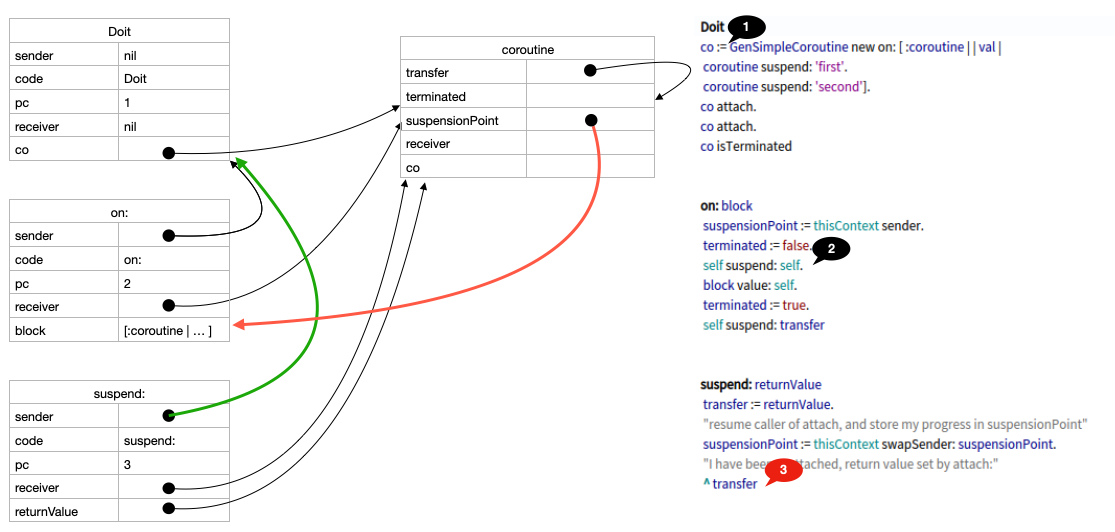 Doit
sender nil
code Doit
pc 1
receiver nil
co
on:
sender
code on:
pc 2
receiver
block [:coroutine | ... ]
suspend:
sender
code suspend:
pc 3
receiver
returnValue
coroutine
transfer
terminated
suspensionPoint
receiver
co
Doit 1
co := GenSimpleCoroutine new on: [ :coroutine | | val |
coroutine suspend: 'first'.
coroutine suspend: 'second'].
co attach.
co attach.
co isTerminated
on: block
suspensionPoint := thisContext sender.
terminated := false. 2
self suspend: self.
block value: self.
terminated := true.
self suspend: transfer
suspend: returnValue
transfer := returnValue.
"resume caller of attach, and store my progress in suspensionPoint"
suspensionPoint := thisContext swapSender: suspensionPoint.
"I have return value set by attach:"
^ transfer 3